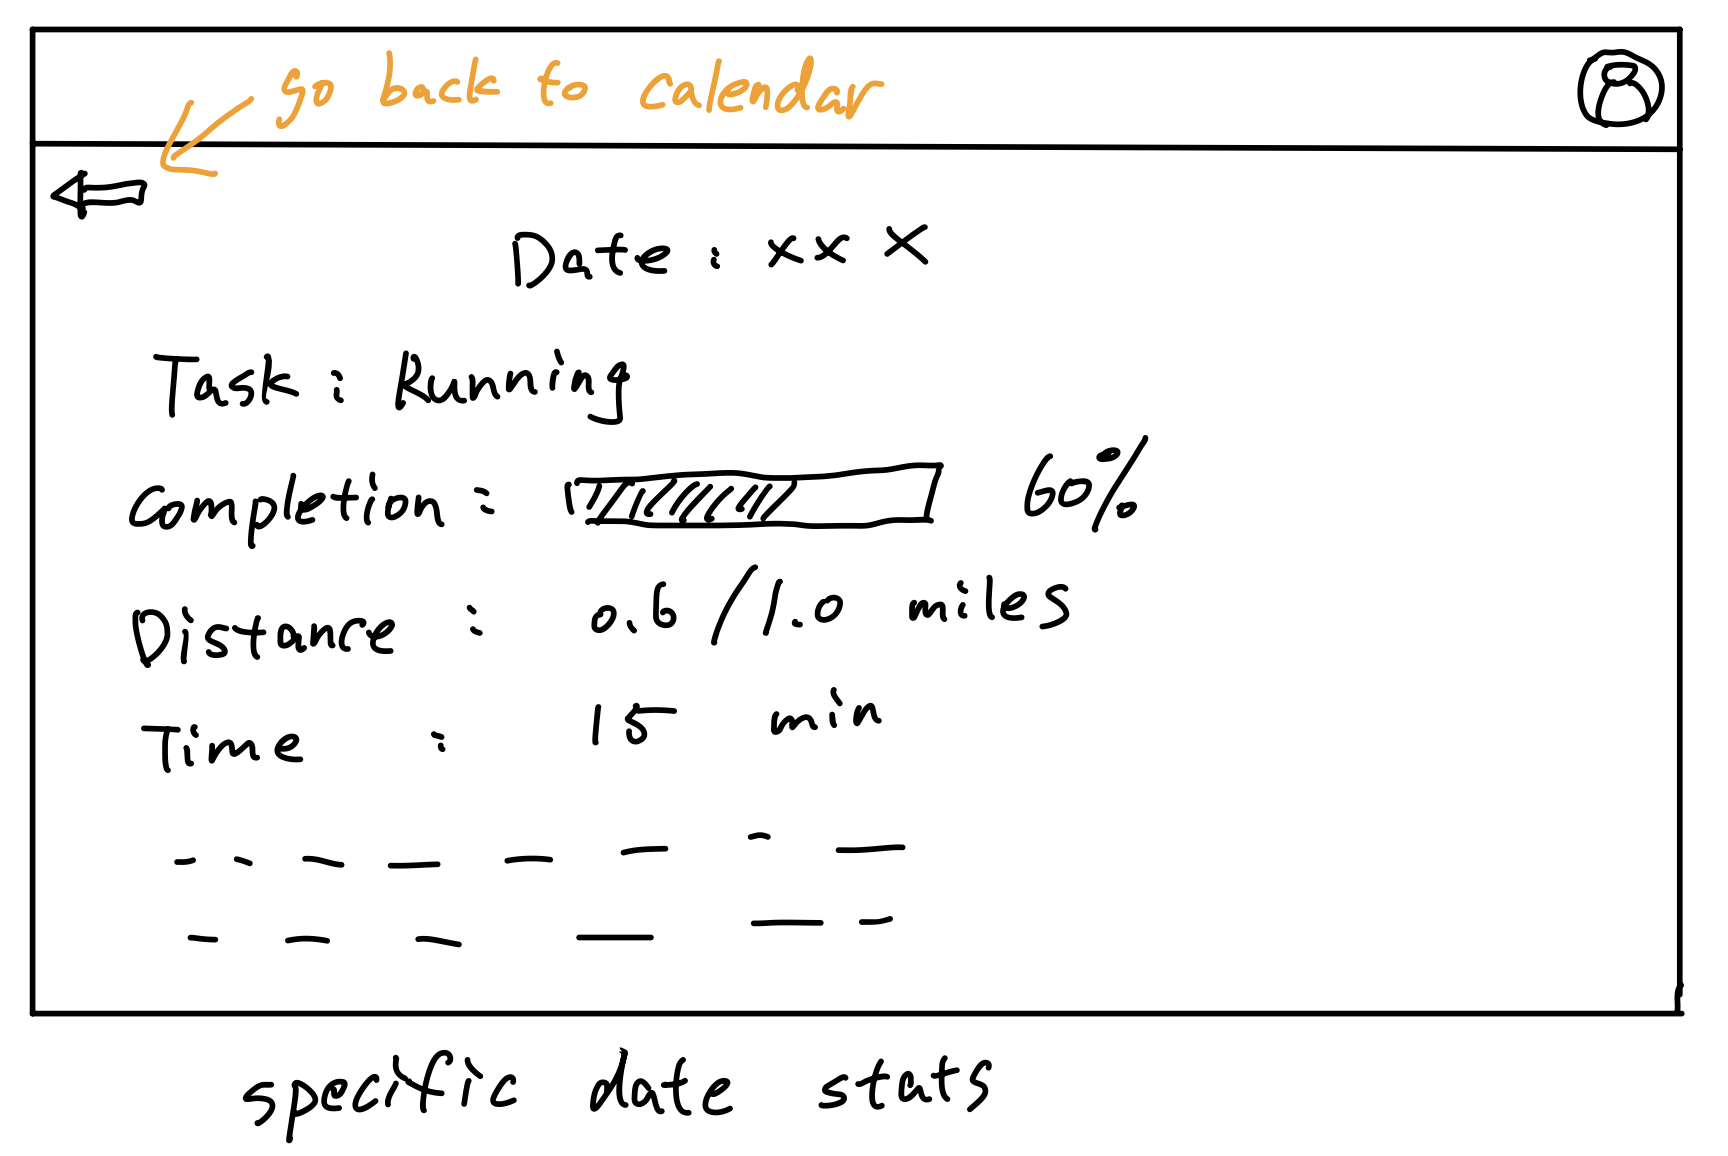 go back to calendar
Date : xx X
Task : Running
Completion : 60%
Distance : 0.6 / 1.0 miles
Time : 15 min
specific date stats